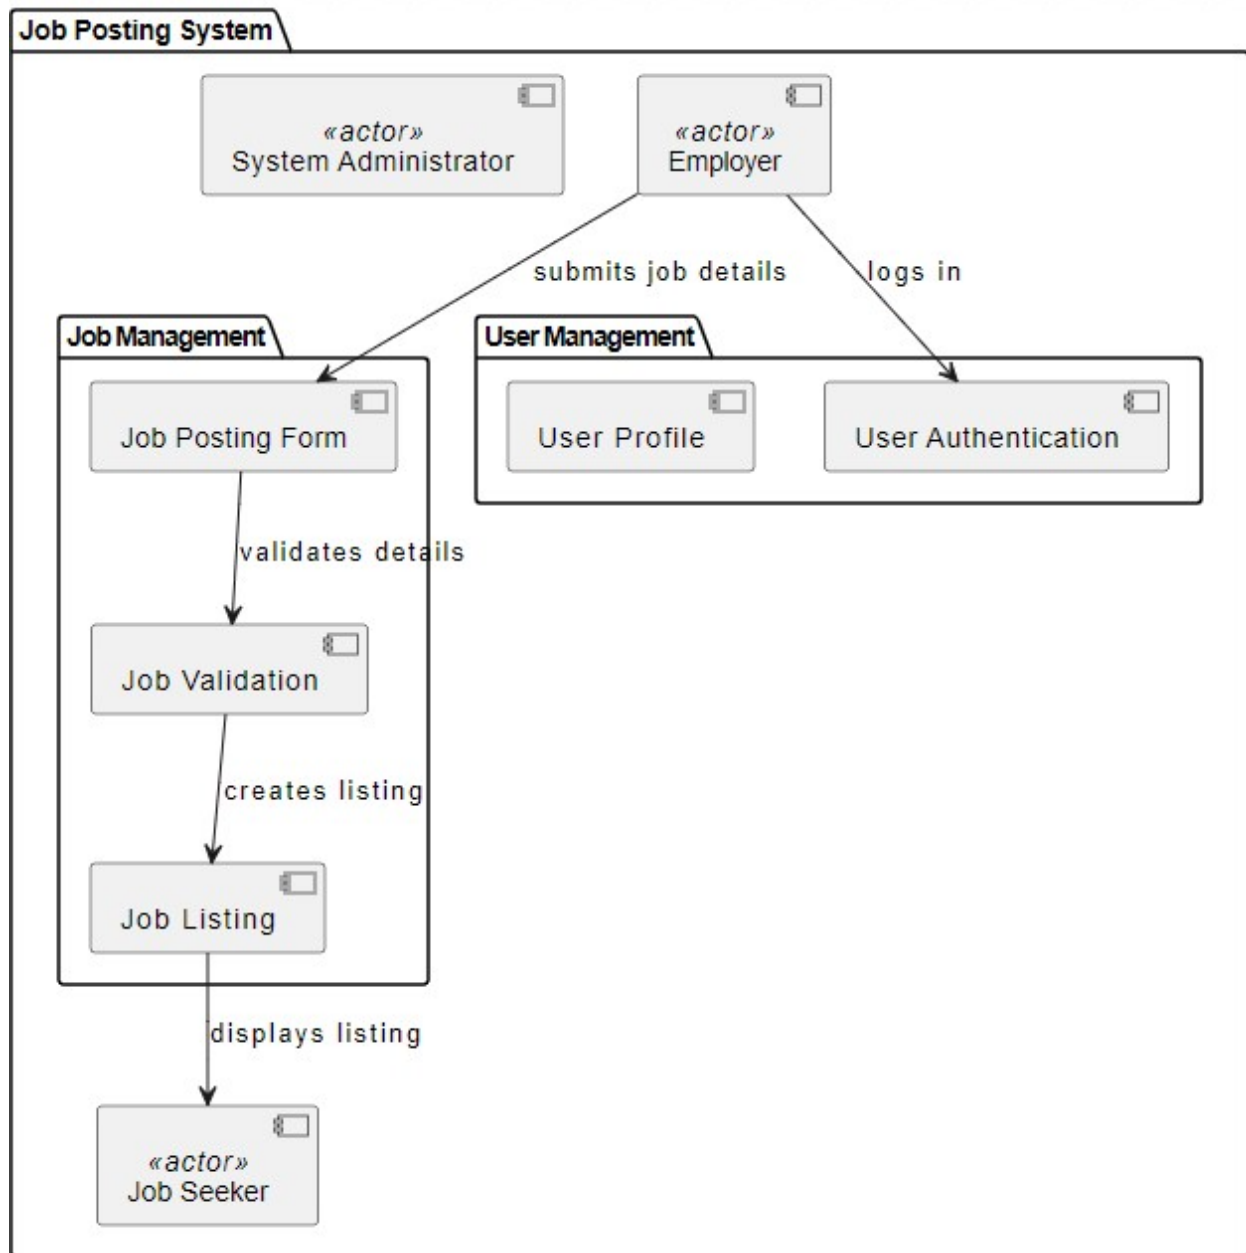 Job Posting System
«actor»
System Administrator
«actor»
Employer
submits job details
logs in
Job Management
User Management
Job Posting Form
User Profile
User Authentication
validates details
Job Validation
creates listing
Job Listing
displays listing
«actor»
Job Seeker